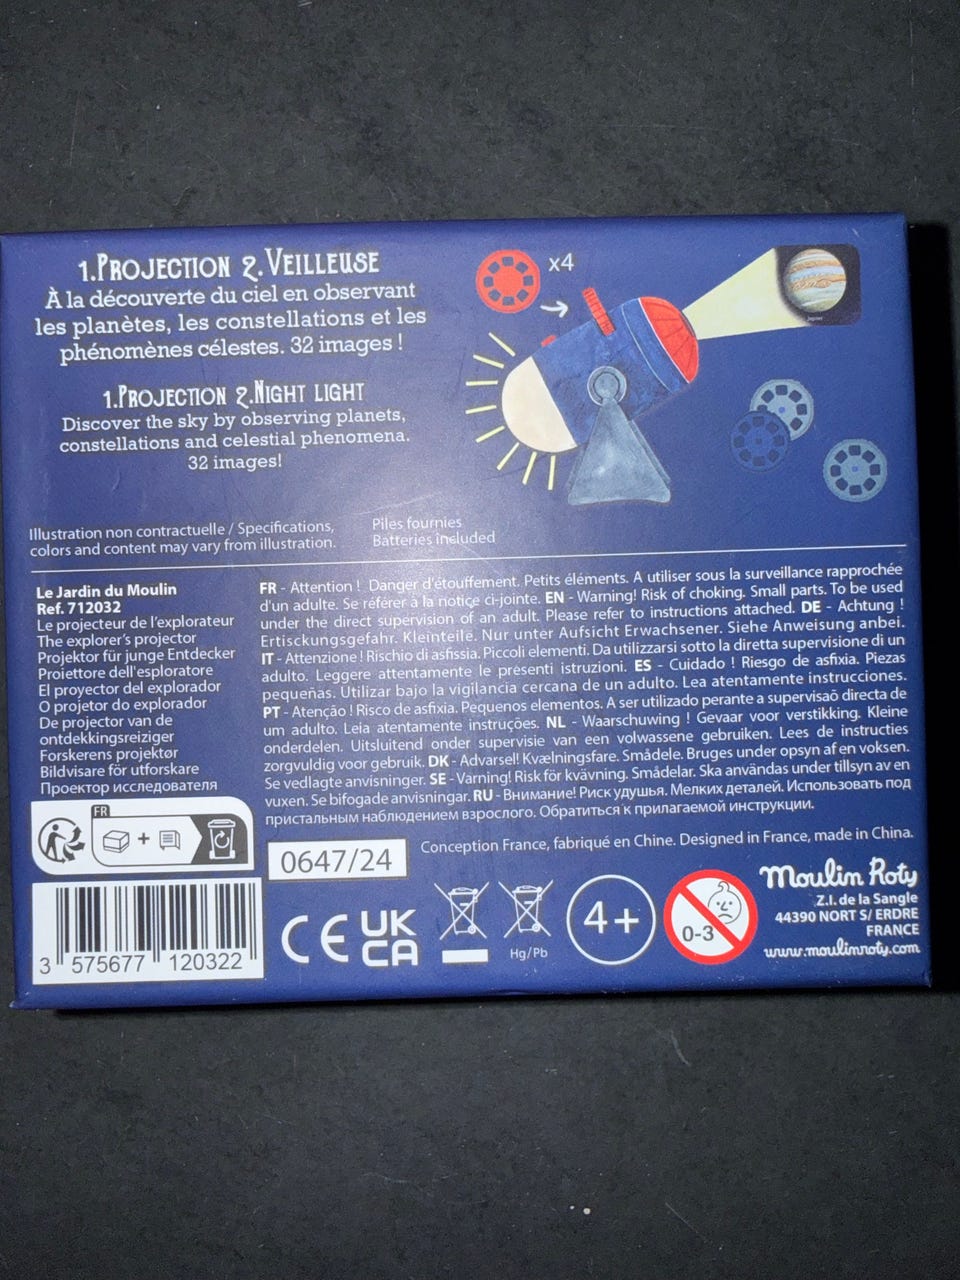 1.Projection 2.Veilleuse
À la découverte du ciel en observant
les planètes, les constellations et les
phénomènes célestes. 32 images !
1.Projection 2.Night light
Discover the sky by observing planets,
constellations and celestial phenomena.
32 images!
x4
Jupiter
Illustration non contractuelle / Specifications,
colors and content may vary from illustration.
Piles fournies
Batteries included
Le Jardin du Moulin
Ref. 712032
Le projecteur de l'explorateur
The explorer's projector
Projektor für junge Entdecker
Proiettore dell'esploratore
El proyector del explorador
O projetor do explorador
De projector van de
ontdekkingsreiziger
Forskerens projektør
Bildvisare för utforskare
Проектор исследователя
FR - Attention ! Danger d'étouffement. Petits éléments. A utiliser sous la surveillance rapprochée
d'un adulte. Se référer à la notice ci-jointe. EN - Warning! Risk of choking. Small parts. To be used
under the direct supervision of an adult. Please refer to instructions attached. DE - Achtung !
Ertisckungsgefahr. Kleinteile. Nur unter Aufsicht Erwachsener. Siehe Anweisung anbei.
IT - Attenzione ! Rischio di asfissia. Piccoli elementi. Da utilizzarsi sotto la diretta supervisione di un
adulto. Leggere attentamente le presenti istruzioni. ES - Cuidado ! Riesgo de asfixia. Piezas
pequeñas. Utilizar bajo la vigilancia cercana de un adulto. Lea atentamente instrucciones.
PT - Atenção ! Risco de asfixia. Pequenos elementos. A ser utilizado perante a supervisaõ directa de
um adulto. Leia atentamente instruções. NL - Waarschuwing ! Gevaar voor verstikking. Kleine
onderdelen. Uitsluitend onder supervisie van een volwassene gebruiken. Lees de instructies
zorgvuldig voor gebruik. DK - Advarsel! Kvælningsfare. Smådele. Bruges under opsyn af en voksen.
Se vedlagte anvisninger. SE - Varning! Risk för kvävning. Smådelar. Ska användas under tillsyn av en
vuxen. Se bifogade anvisningar. RU - Внимание! Риск удушья. Мелких деталей. Использовать под
пристальным наблюдением взрослого. Обратиться к прилагаемой инструкции.
FR
+
0647/24
Conception France, fabriqué en Chine. Designed in France, made in China.
3 575677 120322
CE
UK
CA
Hg/Pb
4+
0-3
Moulin Roty
Z.I. de la Sangle
44390 NORT S/ ERDRE
FRANCE
www.moulinroty.com